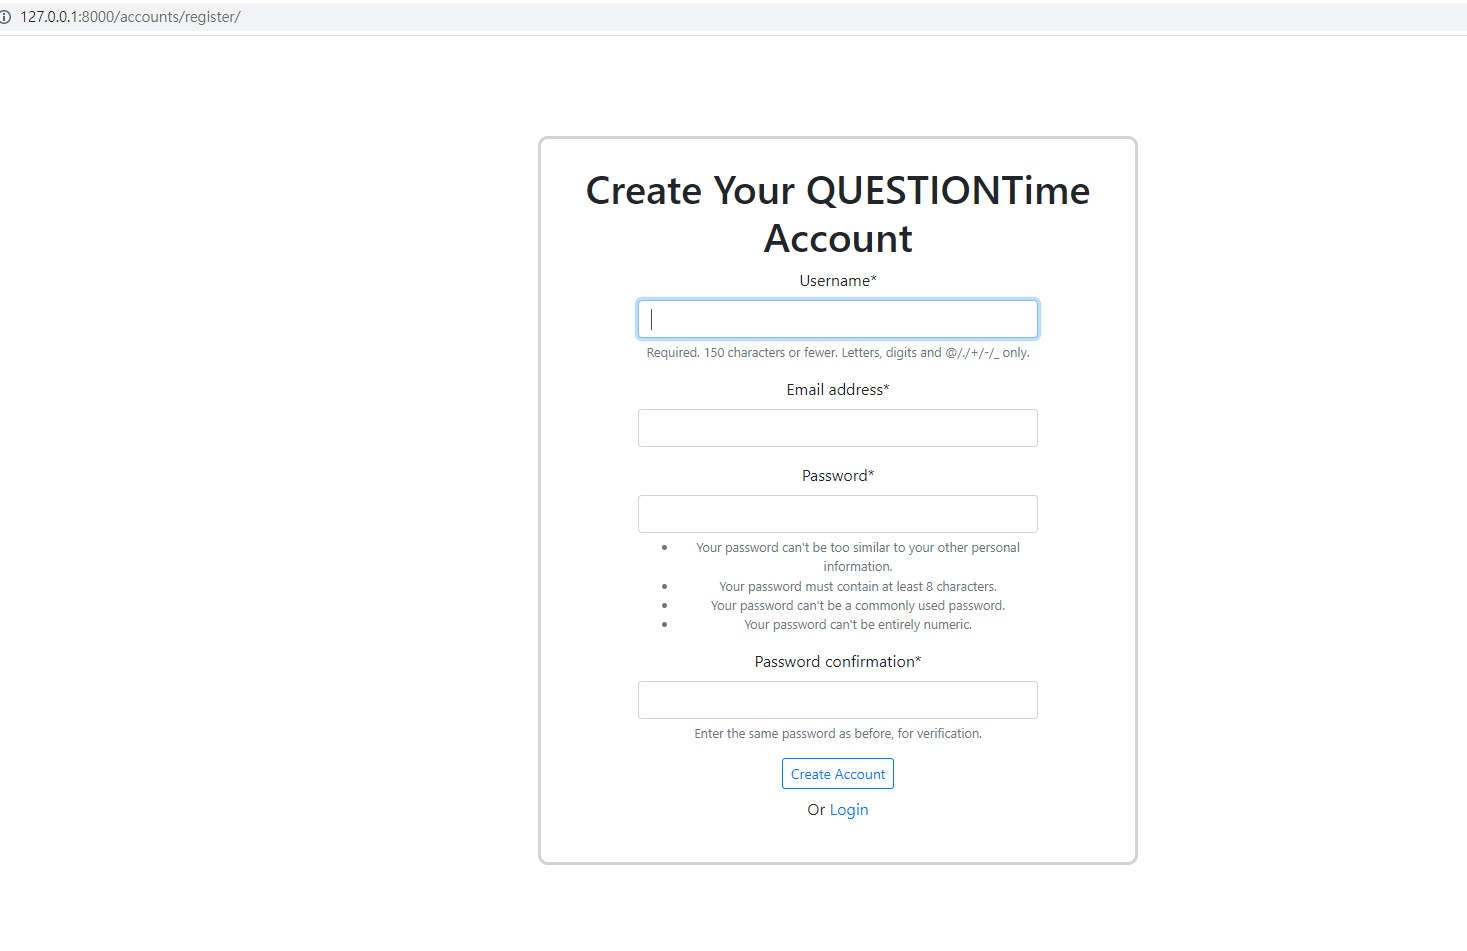 127.0.0.1:8000/accounts/register/
Create Your QUESTIONTime
Account
Username*
Required. 150 characters or fewer. Letters, digits and @/./+/-/_ only.
Email address*
Password*
• Your password can't be too similar to your other personal
information.
• Your password must contain at least 8 characters.
• Your password can't be a commonly used password.
• Your password can't be entirely numeric.
Password confirmation*
Enter the same password as before, for verification.
Create Account
Or Login